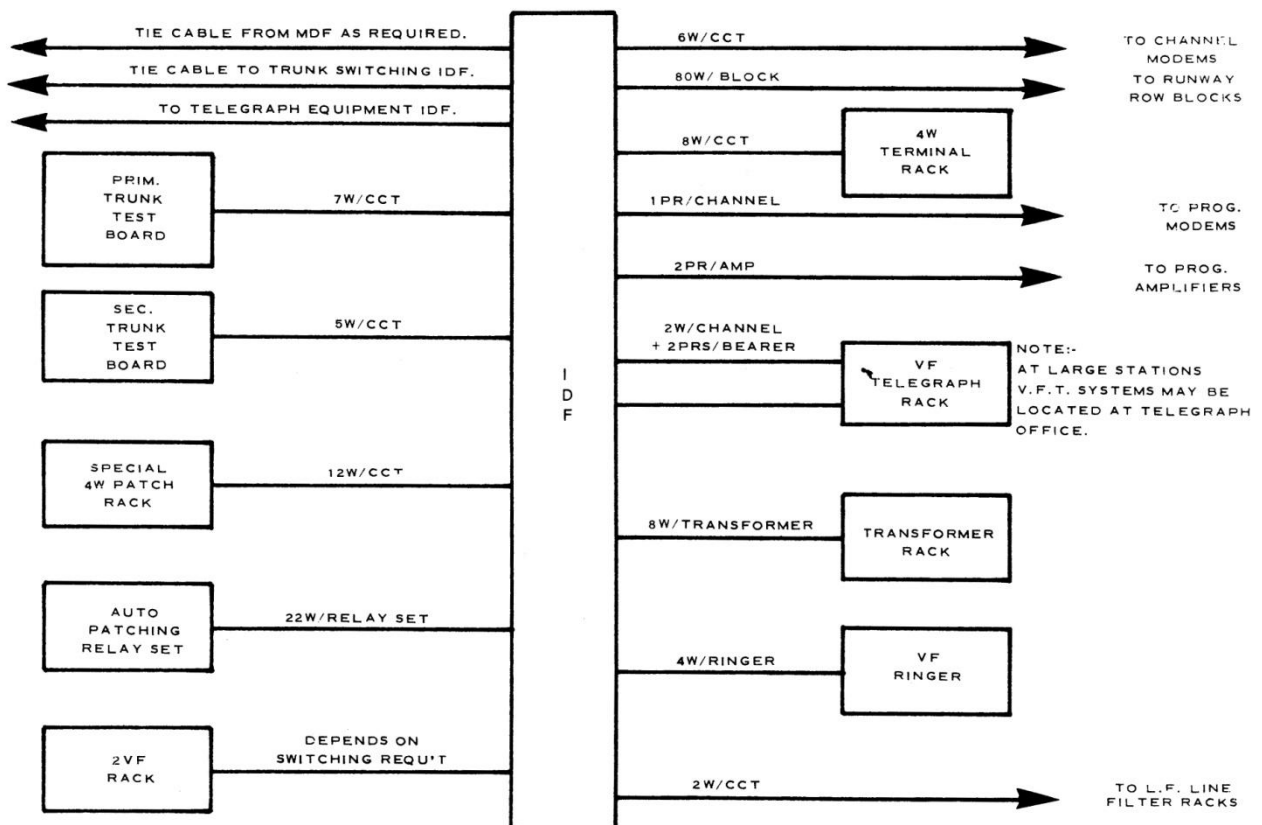 TIE CABLE FROM MDF AS REQUIRED.
TIE CABLE TO TRUNK SWITCHING IDF.
TO TELEGRAPH EQUIPMENT IDF.
PRIM.
TRUNK
TEST
BOARD
7W/CCT
SEC.
TRUNK
TEST
BOARD
5W/CCT
SPECIAL
4W PATCH
RACK
12W/CCT
AUTO
PATCHING
RELAY SET
22W/RELAY SET
2VF
RACK
DEPENDS ON
SWITCHING REQU'T
I
D
F
6W/CCT
TO CHANNEL
MODEMS
80W/BLOCK
TO RUNWAY
ROW BLOCKS
8W/CCT
4W
TERMINAL
RACK
1PR/CHANNEL
TO PROG.
MODEMS
2PR/AMP
TO PROG.
AMPLIFIERS
2W/CHANNEL
+ 2PRS/BEARER
VF
TELEGRAPH
RACK
NOTE:-
AT LARGE STATIONS
V.F.T. SYSTEMS MAY BE
LOCATED AT TELEGRAPH
OFFICE.
8W/TRANSFORMER
TRANSFORMER
RACK
4W/RINGER
VF
RINGER
2W/CCT
TO L.F. LINE
FILTER RACKS